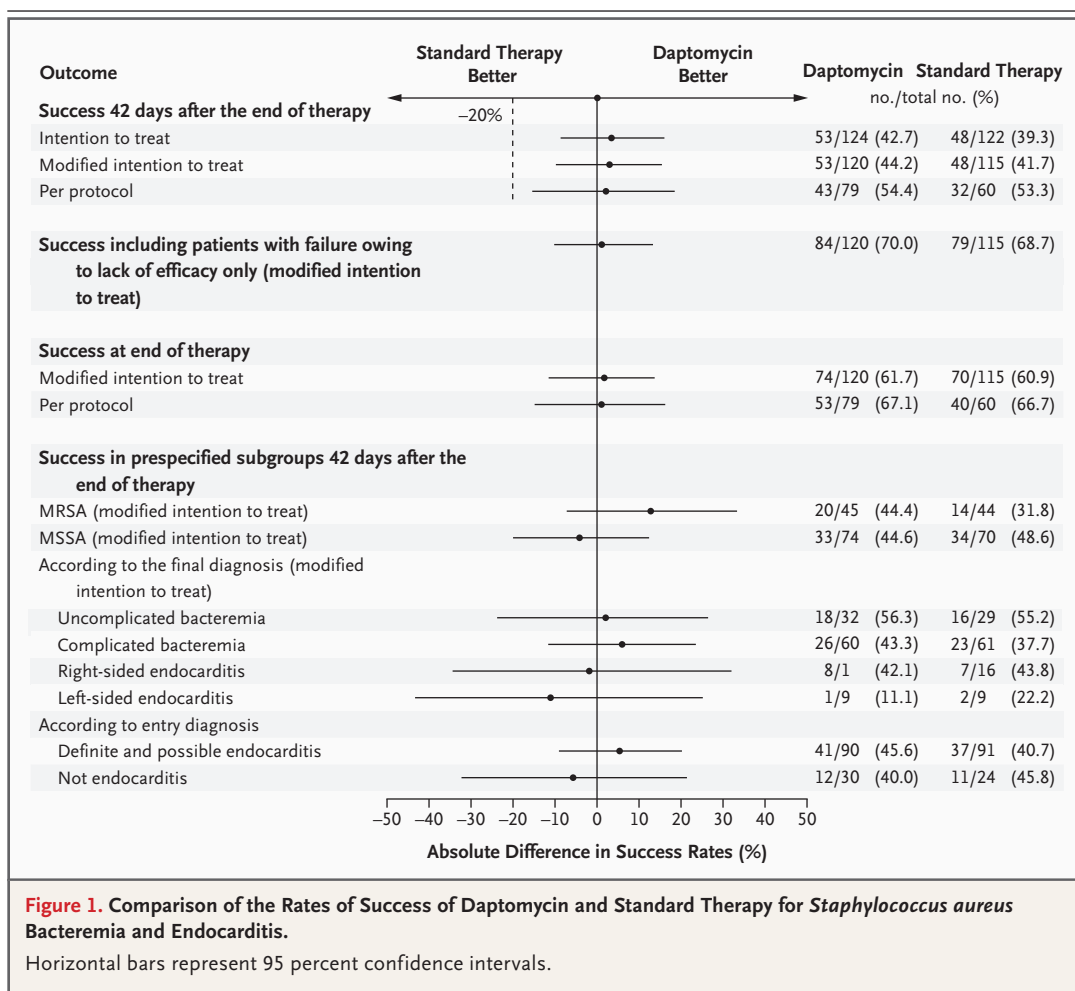 Standard Therapy Better
Daptomycin Better
Outcome
Daptomycin Standard Therapy
no./total no. (%)
Success 42 days after the end of therapy
–20%
Intention to treat 53/124 (42.7) 48/122 (39.3)
Modified intention to treat 53/120 (44.2) 48/115 (41.7)
Per protocol 43/79 (54.4) 32/60 (53.3)
Success including patients with failure owing 84/120 (70.0) 79/115 (68.7)
to lack of efficacy only (modified intention
to treat)
Success at end of therapy
Modified intention to treat 74/120 (61.7) 70/115 (60.9)
Per protocol 53/79 (67.1) 40/60 (66.7)
Success in prespecified subgroups 42 days after the
end of therapy
MRSA (modified intention to treat) 20/45 (44.4) 14/44 (31.8)
MSSA (modified intention to treat) 33/74 (44.6) 34/70 (48.6)
According to the final diagnosis (modified
intention to treat)
Uncomplicated bacteremia 18/32 (56.3) 16/29 (55.2)
Complicated bacteremia 26/60 (43.3) 23/61 (37.7)
Right-sided endocarditis 8/1 (42.1) 7/16 (43.8)
Left-sided endocarditis 1/9 (11.1) 2/9 (22.2)
According to entry diagnosis
Definite and possible endocarditis 41/90 (45.6) 37/91 (40.7)
Not endocarditis 12/30 (40.0) 11/24 (45.8)
–50 –40 –30 –20 –10 0 10 20 30 40 50
Absolute Difference in Success Rates (%)
Figure 1. Comparison of the Rates of Success of Daptomycin and Standard Therapy for Staphylococcus aureus
Bacteremia and Endocarditis.
Horizontal bars represent 95 percent confidence intervals.